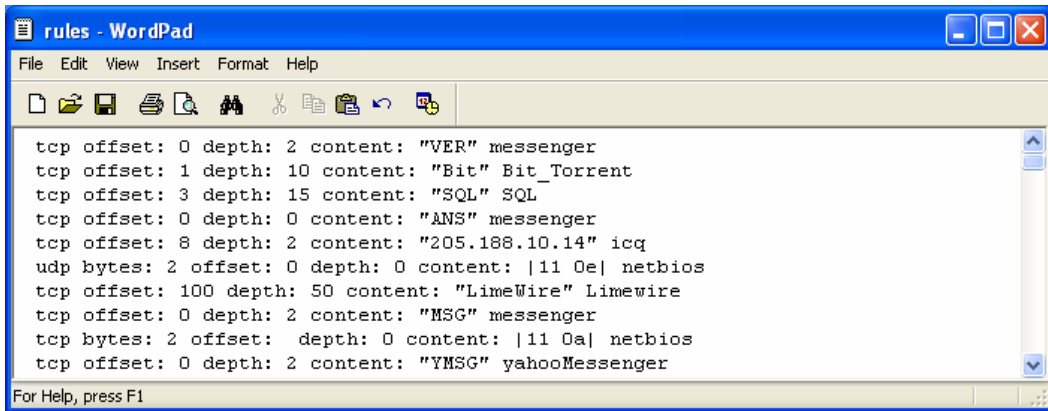 rules - WordPad
File Edit View Insert Format Help
tcp offset: 0 depth: 2 content: "VER" messenger
tcp offset: 1 depth: 10 content: "Bit" Bit_Torrent
tcp offset: 3 depth: 15 content: "SQL" SQL
tcp offset: 0 depth: 0 content: "ANS" messenger
tcp offset: 8 depth: 2 content: "205.188.10.14" icq
udp bytes: 2 offset: 0 depth: 0 content: |11 0e| netbios
tcp offset: 100 depth: 50 content: "LimeWire" Limewire
tcp offset: 0 depth: 2 content: "MSG" messenger
tcp bytes: 2 offset:  depth: 0 content: |11 0a| netbios
tcp offset: 0 depth: 2 content: "YMSG" yahooMessenger
For Help, press F1